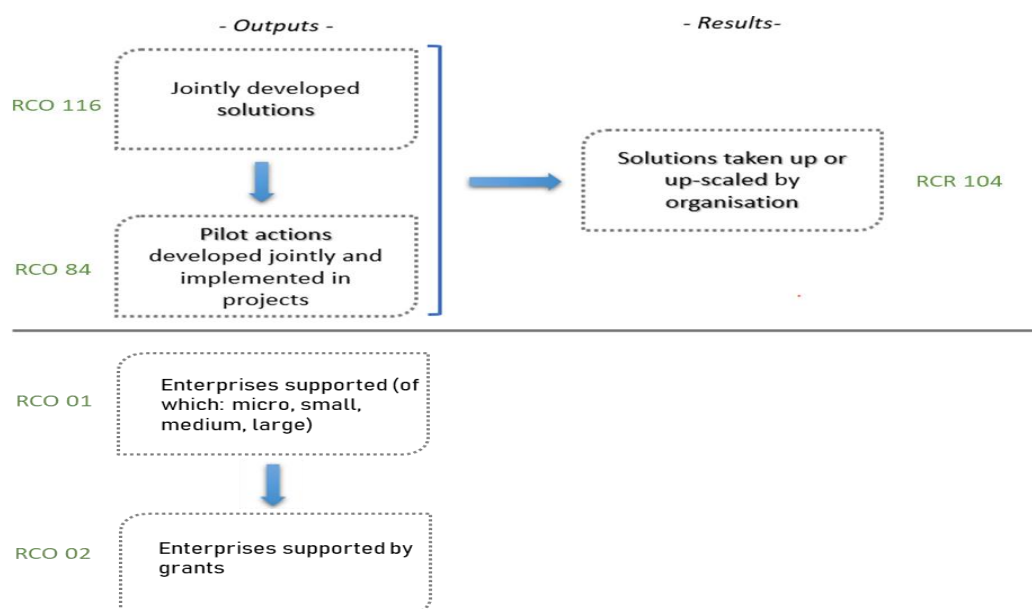 - Outputs -
- Results-
RCO 116
Jointly developed
solutions
Solutions taken up or
up-scaled by
organisation
RCR 104
RCO 84
Pilot actions
developed jointly and
implemented in
projects
RCO 01
Enterprises supported (of
which: micro, small,
medium, large)
RCO 02
Enterprises supported by
grants